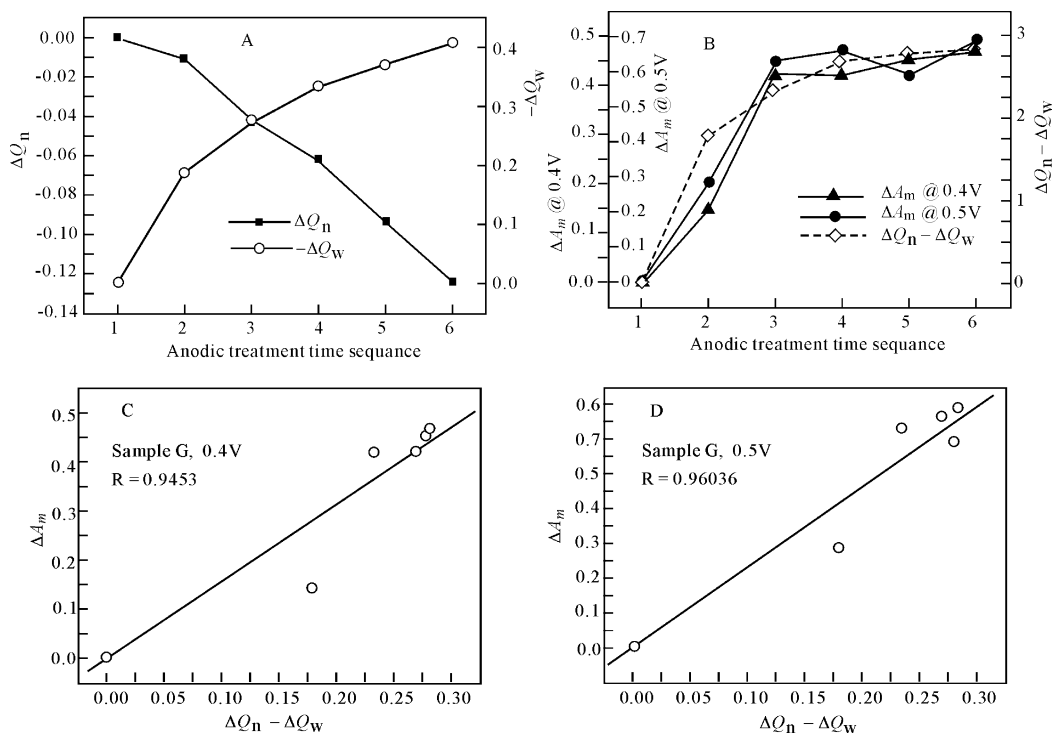 A
0.00
-0.02
-0.04
-0.06
-0.08
-0.10
-0.12
-0.14
ΔQn
0.4
0.3
0.2
0.1
0.0
−ΔQw
ΔQn
−ΔQw
1 2 3 4 5 6
Anodic treatment time sequance
B
0.5
0.4
0.3
0.2
0.1
0.0
ΔAm @ 0.4V
0.7
0.6
0.5
0.4
0.3
0.2
0.1
0
ΔAm @ 0.5V
3
2
1
0
ΔQn − ΔQw
ΔAm @ 0.4V
ΔAm @ 0.5V
ΔQn − ΔQw
1 2 3 4 5 6
Anodic treatment time sequance
C
Sample G, 0.4V
R = 0.9453
0.5
0.4
0.3
0.2
0.1
0.0
ΔAm
0.00 0.05 0.10 0.15 0.20 0.25 0.30
ΔQn − ΔQw
D
Sample G, 0.5V
R = 0.96036
0.6
0.7
0.5
0.4
0.3
0.2
0.1
0.0
ΔAm
0.00 0.05 0.10 0.15 0.20 0.25 0.30
ΔQn − ΔQw